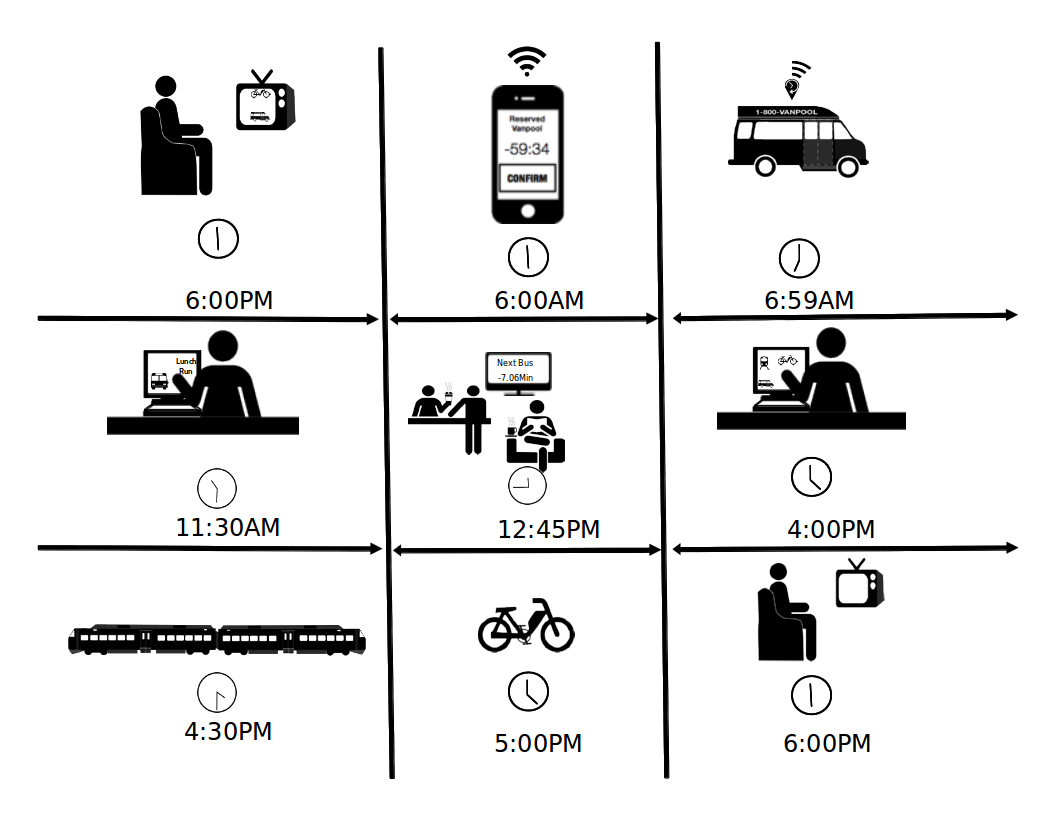 Reserved
Vanpool
-59:34
CONFIRM
1-800-VANPOOL
6:00PM
6:00AM
6:59AM
Lunch
Run
Next Bus
-7.06Min
11:30AM
12:45PM
4:00PM
4:30PM
5:00PM
6:00PM